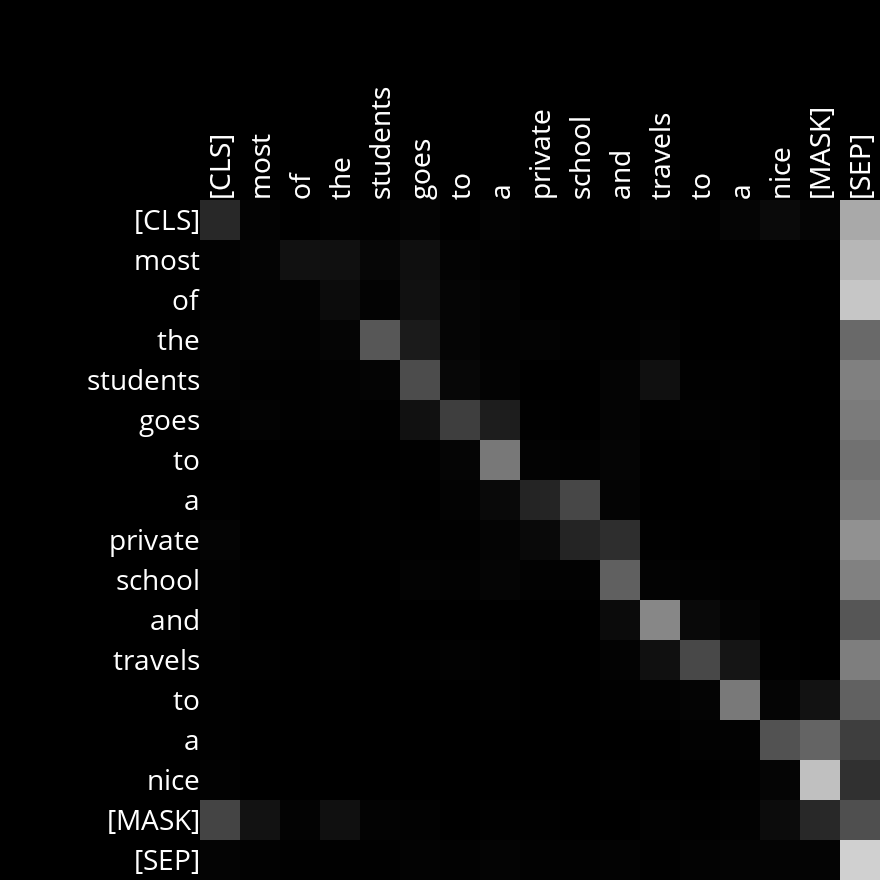 [CLS] most of the students goes to a private school and travels to a nice [MASK] [SEP]
[CLS]
most
of
the
students
goes
to
a
private
school
and
travels
to
a
nice
[MASK]
[SEP]